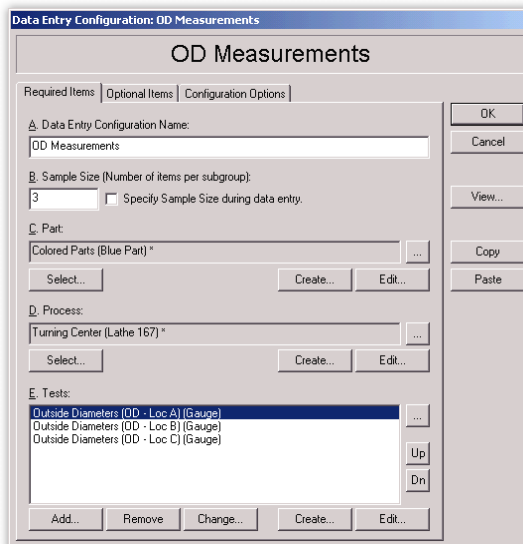 Data Entry Configuration: OD Measurements
OD Measurements
Required Items Optional Items Configuration Options
A. Data Entry Configuration Name:
OD Measurements
B. Sample Size (Number of items per subgroup):
3 Specify Sample Size during data entry.
C. Part:
Colored Parts (Blue Part) * ...
Select... Create... Edit...
D. Process:
Turning Center (Lathe 167) * ...
Select... Create... Edit...
E. Tests:
Outside Diameters (OD - Loc A) (Gauge) ...
Outside Diameters (OD - Loc B) (Gauge)
Outside Diameters (OD - Loc C) (Gauge)
Up
Dn
Add... Remove Change... Create... Edit...
OK
Cancel
View...
Copy
Paste